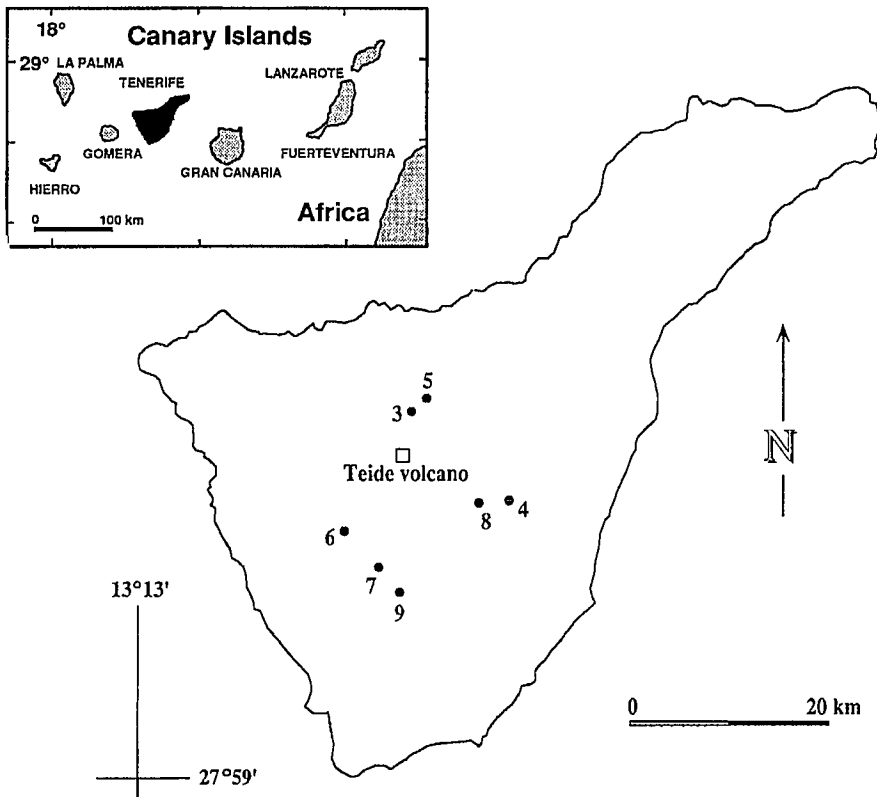 18°
Canary Islands
29°
LA PALMA
LANZAROTE
TENERIFE
GOMERA
FUERTEVENTURA
GRAN CANARIA
HIERRO
Africa
0 100 km
5
3
N
Teide volcano
8
4
6
7
13°13'
9
0 20 km
27°59'